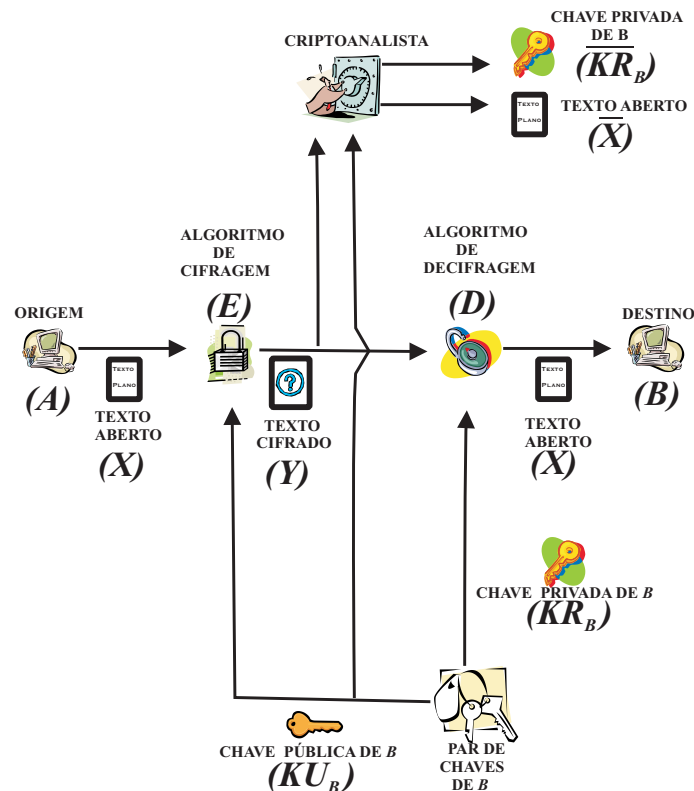 CHAVE PRIVADA
DE B
(KR_B)
CRIPTOANALISTA
TEXTO
PLANO
TEXTO ABERTO
(X)
ALGORITMO
DE
CIFRAGEM
(E)
ALGORITMO
DE
DECIFRAGEM
(D)
ORIGEM
(A)
DESTINO
(B)
TEXTO
PLANO
TEXTO
ABERTO
(X)
?
TEXTO
CIFRADO
(Y)
TEXTO
PLANO
TEXTO
ABERTO
(X)
CHAVE PRIVADA DE B
(KR_B)
CHAVE PÚBLICA DE B
(KU_B)
PAR DE
CHAVES
DE B